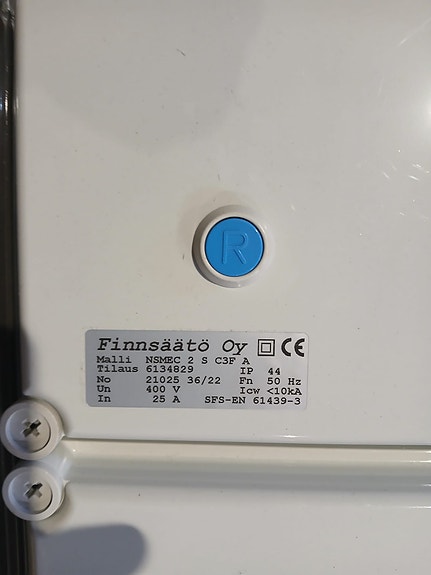 R
Finnsäätö Oy CE
Malli NSMEC 2 S C3F A
Tilaus 6134829 IP 44
No 21025 36/22 Fn 50 Hz
Un 400 V Icw <10kA
In 25 A SFS-EN 61439-3